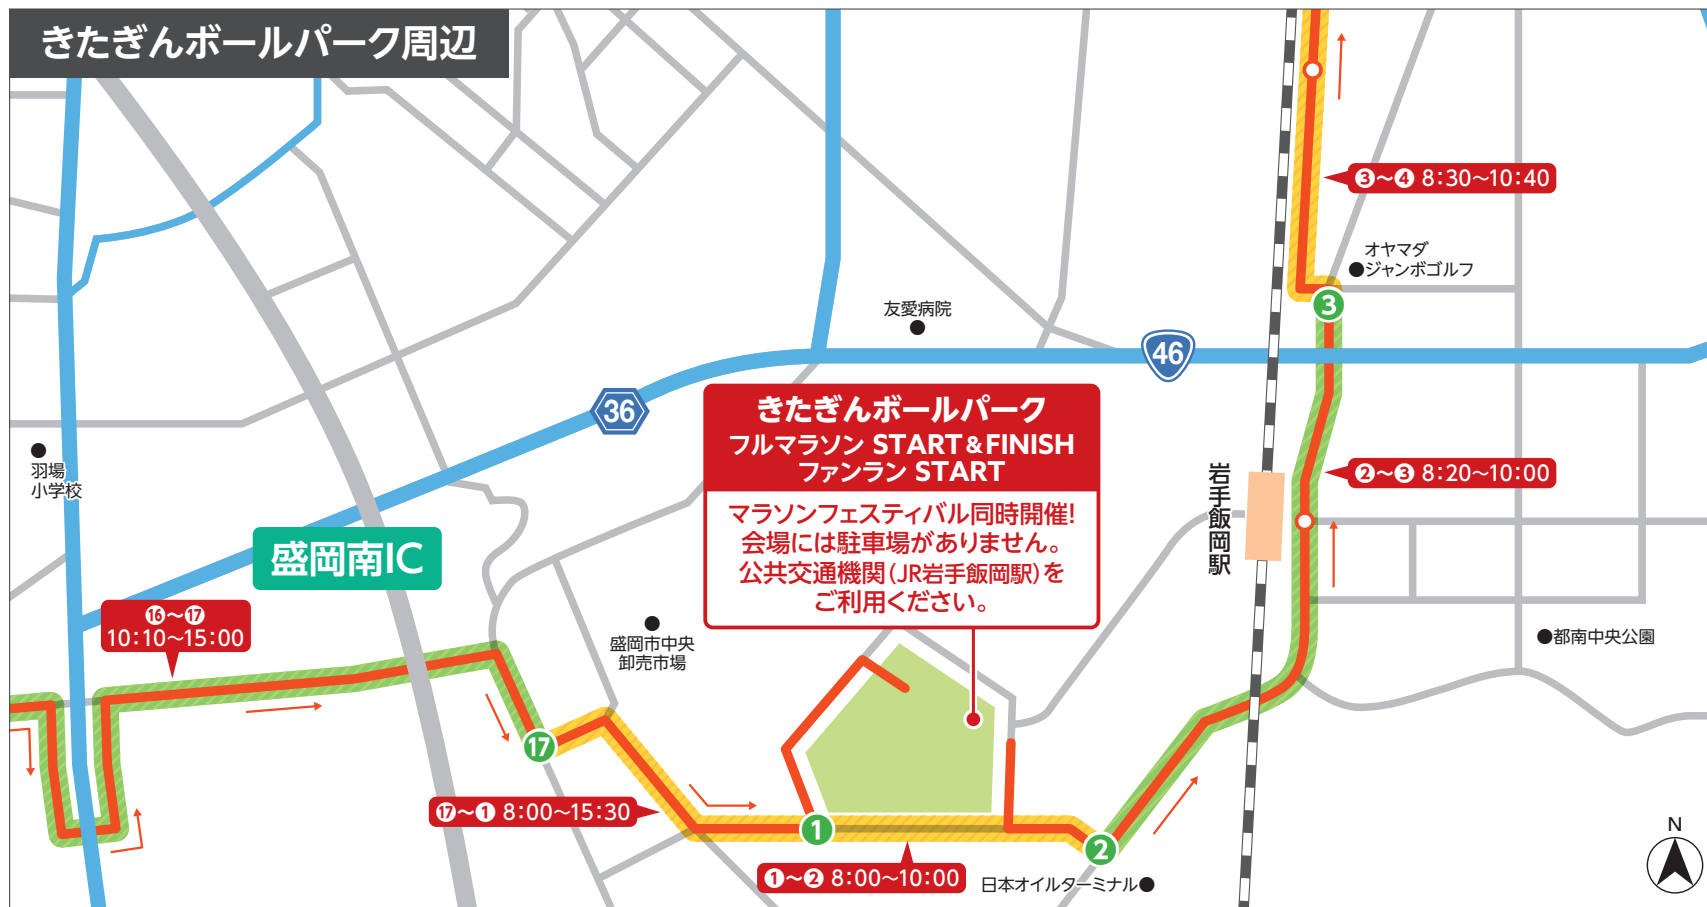 きたぎんボールパーク周辺
❸~❹ 8:30~10:40
オヤマダ
ジャンボゴルフ
3
友愛病院
46
36
きたぎんボールパーク
フルマラソン START&FINISH
ファンラン START
マラソンフェスティバル同時開催!
会場には駐車場がありません。
公共交通機関(JR岩手飯岡駅)を
ご利用ください。
羽場
小学校
岩手飯岡駅
❷~❸ 8:20~10:00
盛岡南IC
⓰~⓱
10:10~15:00
盛岡市中央
卸売市場
都南中央公園
17
⓱~❶ 8:00~15:30
1
2
❶~❷ 8:00~10:00
日本オイルターミナル
N